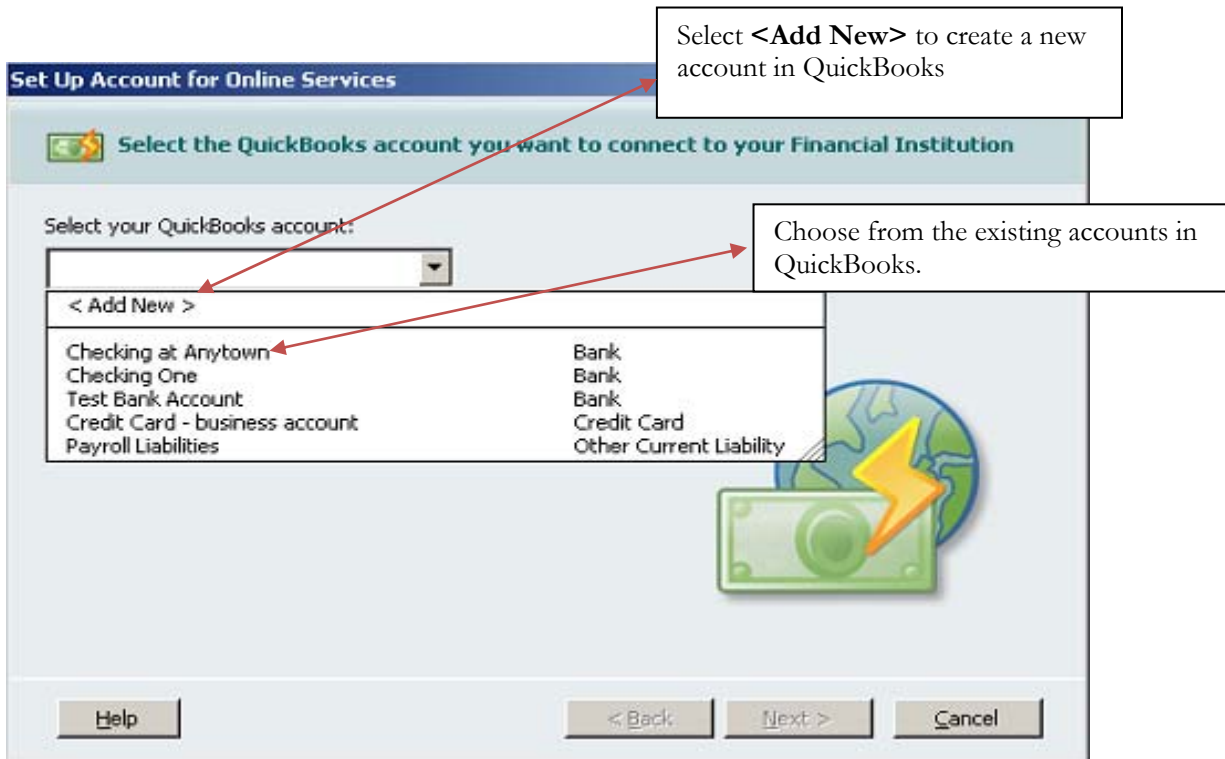 Select <Add New> to create a new
account in QuickBooks
Set Up Account for Online Services
Select the QuickBooks account you want to connect to your Financial Institution
Select your QuickBooks account:
Choose from the existing accounts in
QuickBooks.
< Add New >
Checking at Anytown Bank
Checking One Bank
Test Bank Account Bank
Credit Card - business account Credit Card
Payroll Liabilities Other Current Liability
Help < Back Next > Cancel